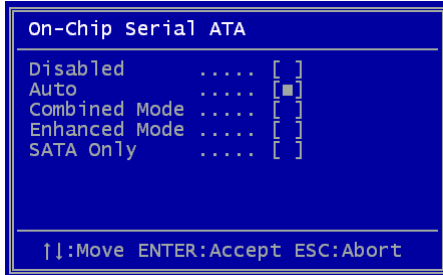 On-Chip Serial ATA
Disabled ..... [ ]
Auto ..... [■]
Combined Mode ..... [ ]
Enhanced Mode ..... [ ]
SATA Only ..... [ ]
↑↓:Move ENTER:Accept ESC:Abort